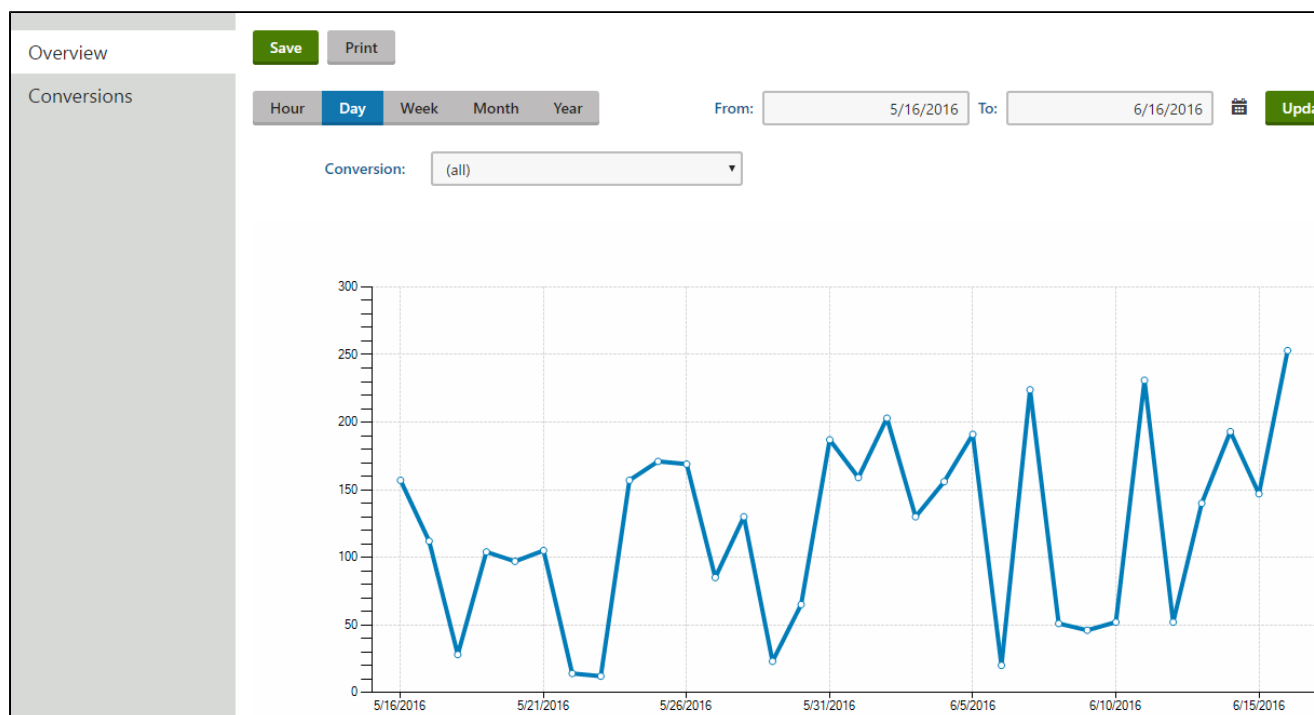 Overview
Conversions
Save Print
Hour Day Week Month Year From: 5/16/2016 To: 6/16/2016 Upda
Conversion: (all)
300
250
200
150
100
50
0
5/16/2016 5/21/2016 5/26/2016 5/31/2016 6/5/2016 6/10/2016 6/15/2016